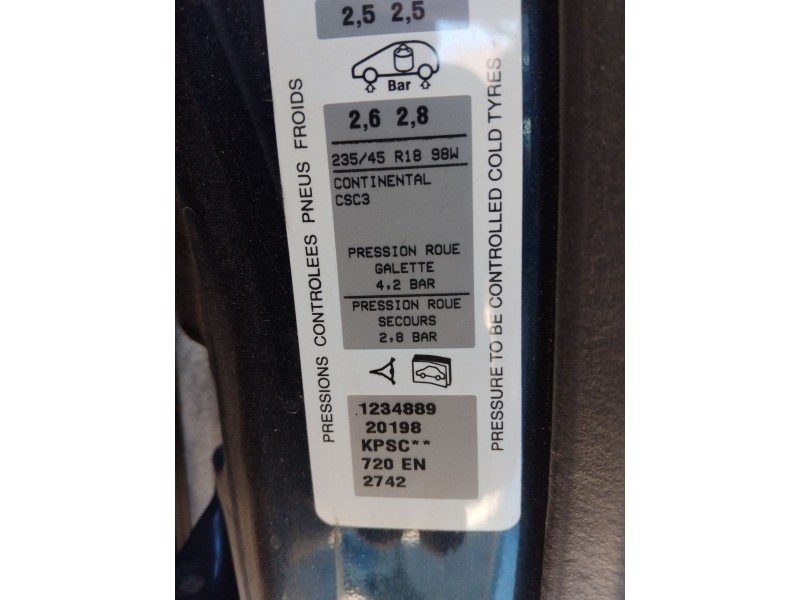 2,5 2,5
Bar
2,6 2,8
235/45 R18 98W
CONTINENTAL
CSC3
PRESSION ROUE
GALETTE
4,2 BAR
PRESSION ROUE
SECOURS
2,8 BAR
1234889
20198
KPSC**
720 EN
2742
PRESSIONS CONTROLEES PNEUS FROIDS
PRESSURE TO BE CONTROLLED COLD TYRES